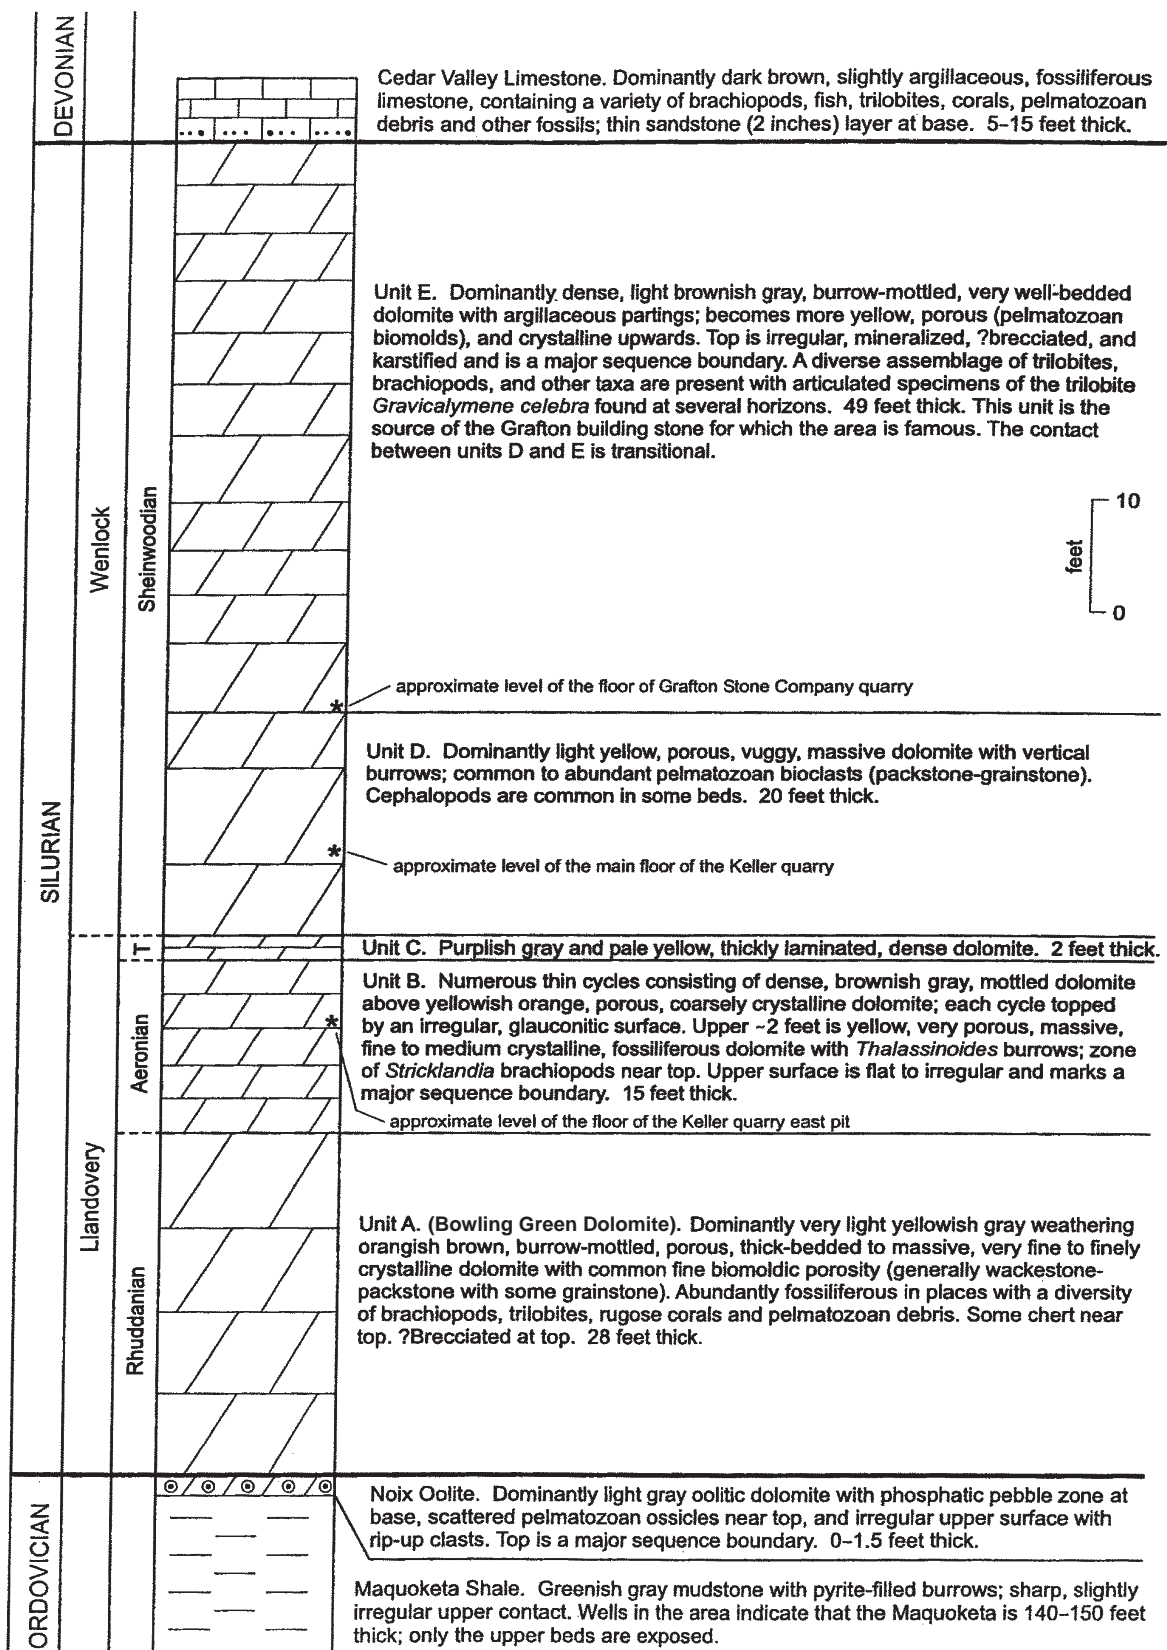 DEVONIAN
Cedar Valley Limestone. Dominantly dark brown, slightly argillaceous, fossiliferous
limestone, containing a variety of brachiopods, fish, trilobites, corals, pelmatozoan
debris and other fossils; thin sandstone (2 inches) layer at base. 5–15 feet thick.
SILURIAN
Wenlock
Sheinwoodian
Unit E. Dominantly dense, light brownish gray, burrow-mottled, very well-bedded
dolomite with argillaceous partings; becomes more yellow, porous (pelmatozoan
biomolds), and crystalline upwards. Top is irregular, mineralized, ?brecciated, and
karstified and is a major sequence boundary. A diverse assemblage of trilobites,
brachiopods, and other taxa are present with articulated specimens of the trilobite
Gravicalymene celebra found at several horizons. 49 feet thick. This unit is the
source of the Grafton building stone for which the area is famous. The contact
between units D and E is transitional.
10
feet
0
* approximate level of the floor of Grafton Stone Company quarry
Unit D. Dominantly light yellow, porous, vuggy, massive dolomite with vertical
burrows; common to abundant pelmatozoan bioclasts (packstone-grainstone).
Cephalopods are common in some beds. 20 feet thick.
* approximate level of the main floor of the Keller quarry
Llandovery
T
Unit C. Purplish gray and pale yellow, thickly laminated, dense dolomite. 2 feet thick.
Aeronian
Unit B. Numerous thin cycles consisting of dense, brownish gray, mottled dolomite
above yellowish orange, porous, coarsely crystalline dolomite; each cycle topped
by an irregular, glauconitic surface. Upper ~2 feet is yellow, very porous, massive,
fine to medium crystalline, fossiliferous dolomite with Thalassinoides burrows; zone
of Stricklandia brachiopods near top. Upper surface is flat to irregular and marks a
major sequence boundary. 15 feet thick.
* approximate level of the floor of the Keller quarry east pit
Rhuddanian
Unit A. (Bowling Green Dolomite). Dominantly very light yellowish gray weathering
orangish brown, burrow-mottled, porous, thick-bedded to massive, very fine to finely
crystalline dolomite with common fine biomoldic porosity (generally wackestone-
packstone with some grainstone). Abundantly fossiliferous in places with a diversity
of brachiopods, trilobites, rugose corals and pelmatozoan debris. Some chert near
top. ?Brecciated at top. 28 feet thick.
ORDOVICIAN
Noix Oolite. Dominantly light gray oolitic dolomite with phosphatic pebble zone at
base, scattered pelmatozoan ossicles near top, and irregular upper surface with
rip-up clasts. Top is a major sequence boundary. 0–1.5 feet thick.
Maquoketa Shale. Greenish gray mudstone with pyrite-filled burrows; sharp, slightly
irregular upper contact. Wells in the area indicate that the Maquoketa is 140–150 feet
thick; only the upper beds are exposed.